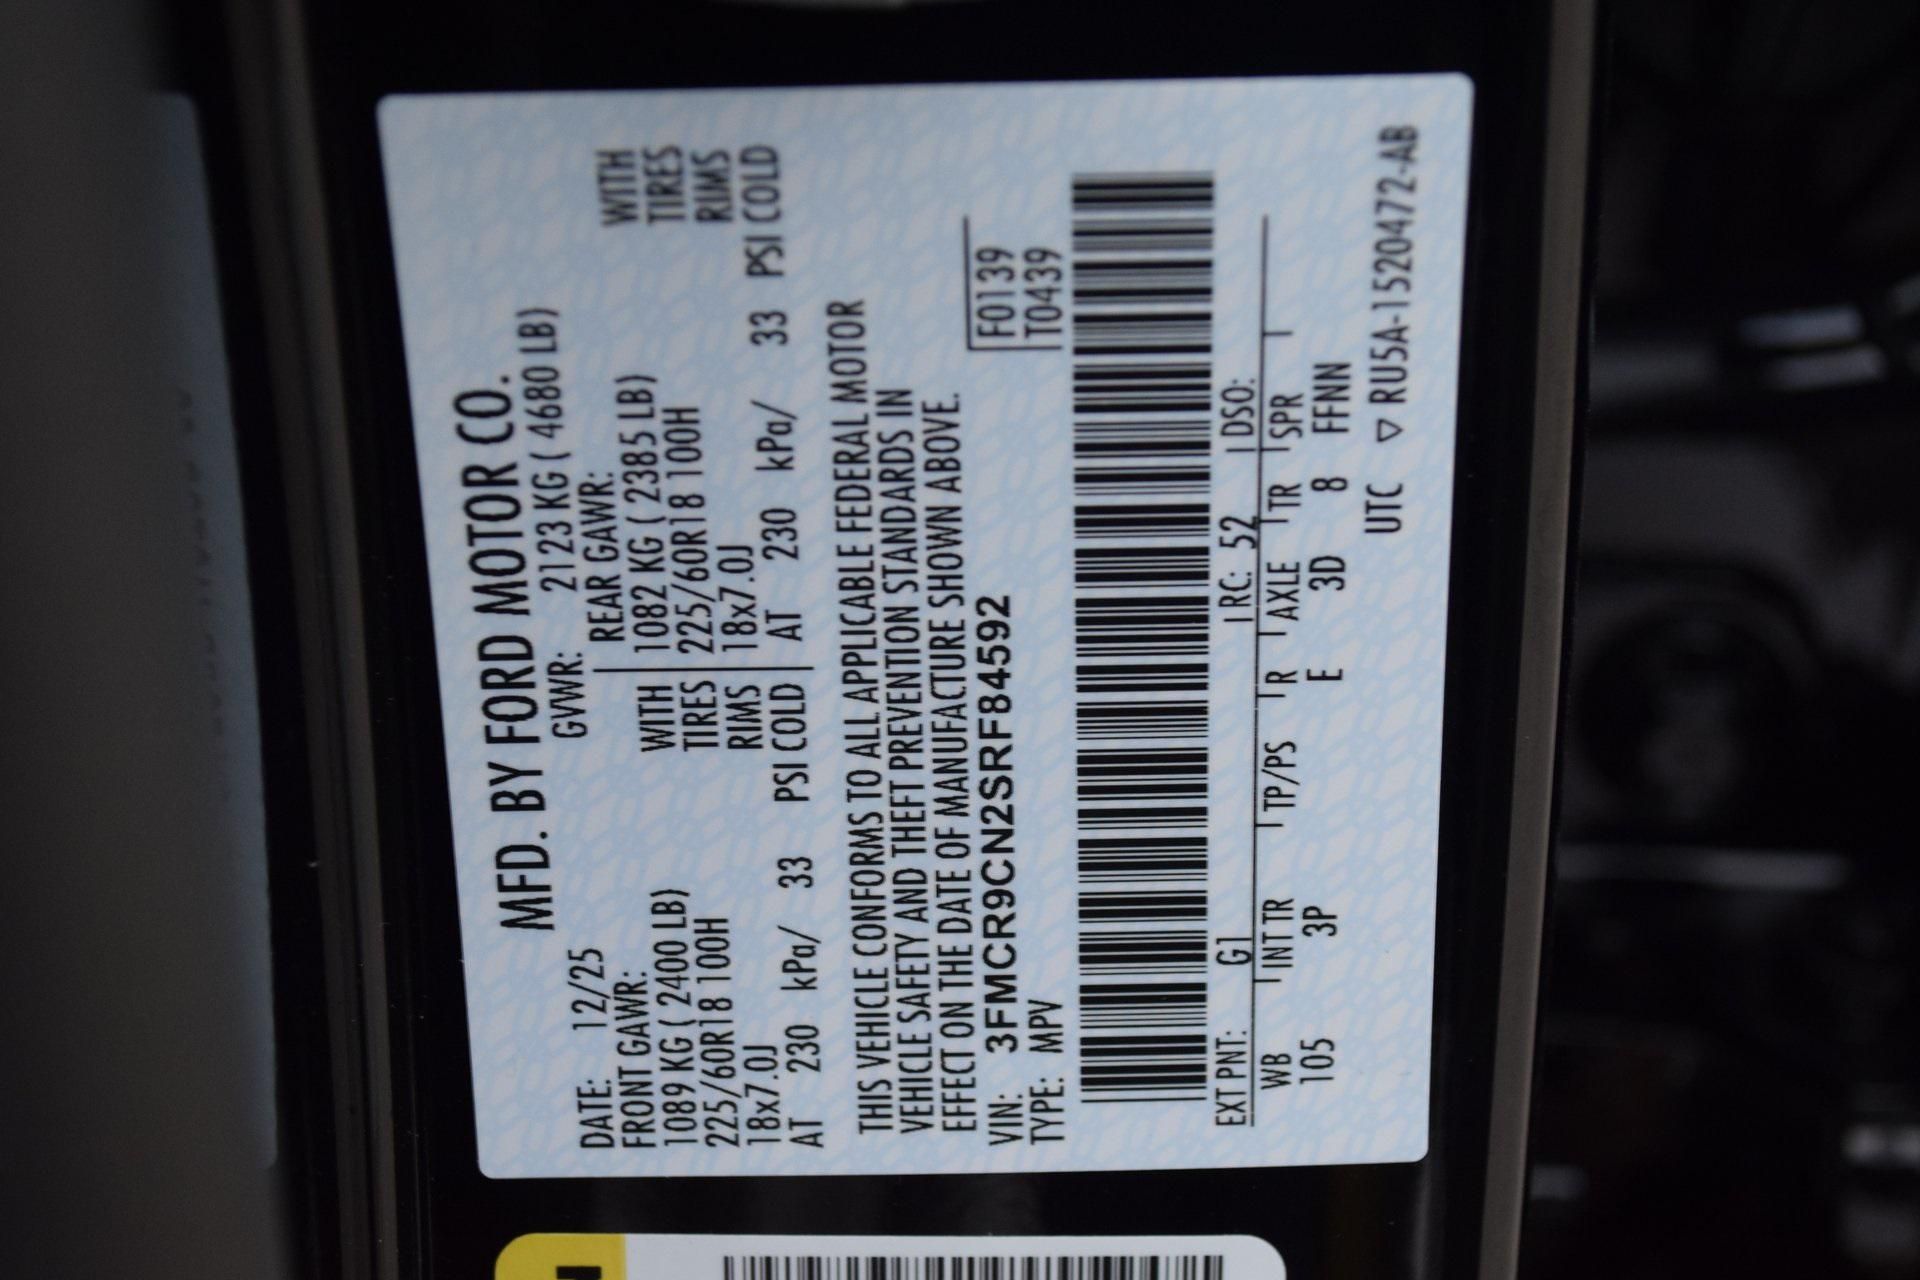 MFD. BY FORD MOTOR CO.
DATE: 12/25 GVWR: 2123 KG ( 4680 LB)
FRONT GAWR: REAR GAWR:
1089 KG ( 2400 LB) WITH 1082 KG ( 2385 LB) WITH
225/60R18 100H TIRES 225/60R18 100H TIRES
18x7.0J RIMS 18x7.0J RIMS
AT 230 kPa/ 33 PSI COLD AT 230 kPa/ 33 PSI COLD
THIS VEHICLE CONFORMS TO ALL APPLICABLE FEDERAL MOTOR
VEHICLE SAFETY AND THEFT PREVENTION STANDARDS IN
EFFECT ON THE DATE OF MANUFACTURE SHOWN ABOVE.
VIN: 3FMCR9CN2SRF84592 F0139
TYPE: MPV T0439
EXT PNT: G1 RC: 52 DSO:
WB INT TR TP/PS R AXLE TR SPR
105 3P E 3D 8 FFNN
UTC ▽ RU5A-1520472-AB